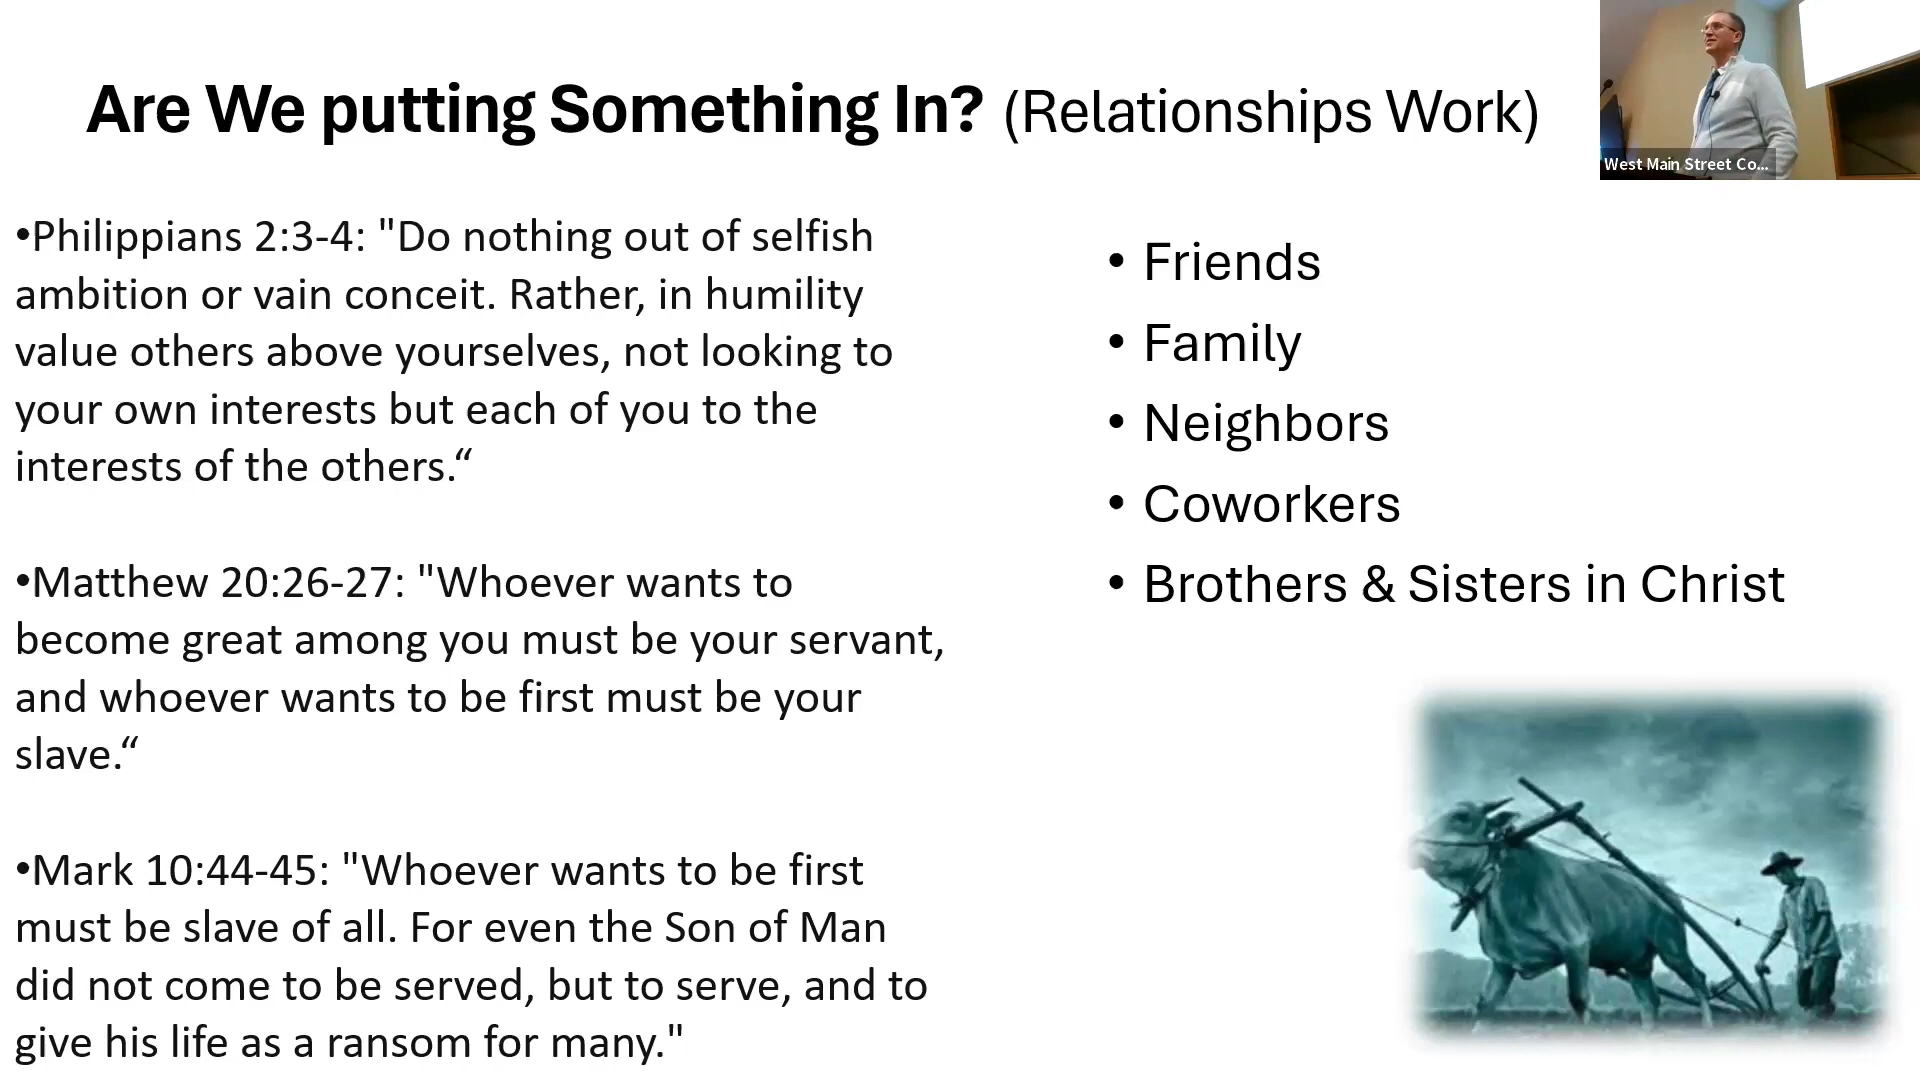 Are We putting Something In? (Relationships Work)
West Main Street Co...
•Philippians 2:3-4: "Do nothing out of selfish
ambition or vain conceit. Rather, in humility
value others above yourselves, not looking to
your own interests but each of you to the
interests of the others.“
•Matthew 20:26-27: "Whoever wants to
become great among you must be your servant,
and whoever wants to be first must be your
slave.“
•Mark 10:44-45: "Whoever wants to be first
must be slave of all. For even the Son of Man
did not come to be served, but to serve, and to
give his life as a ransom for many."
• Friends
• Family
• Neighbors
• Coworkers
• Brothers & Sisters in Christ